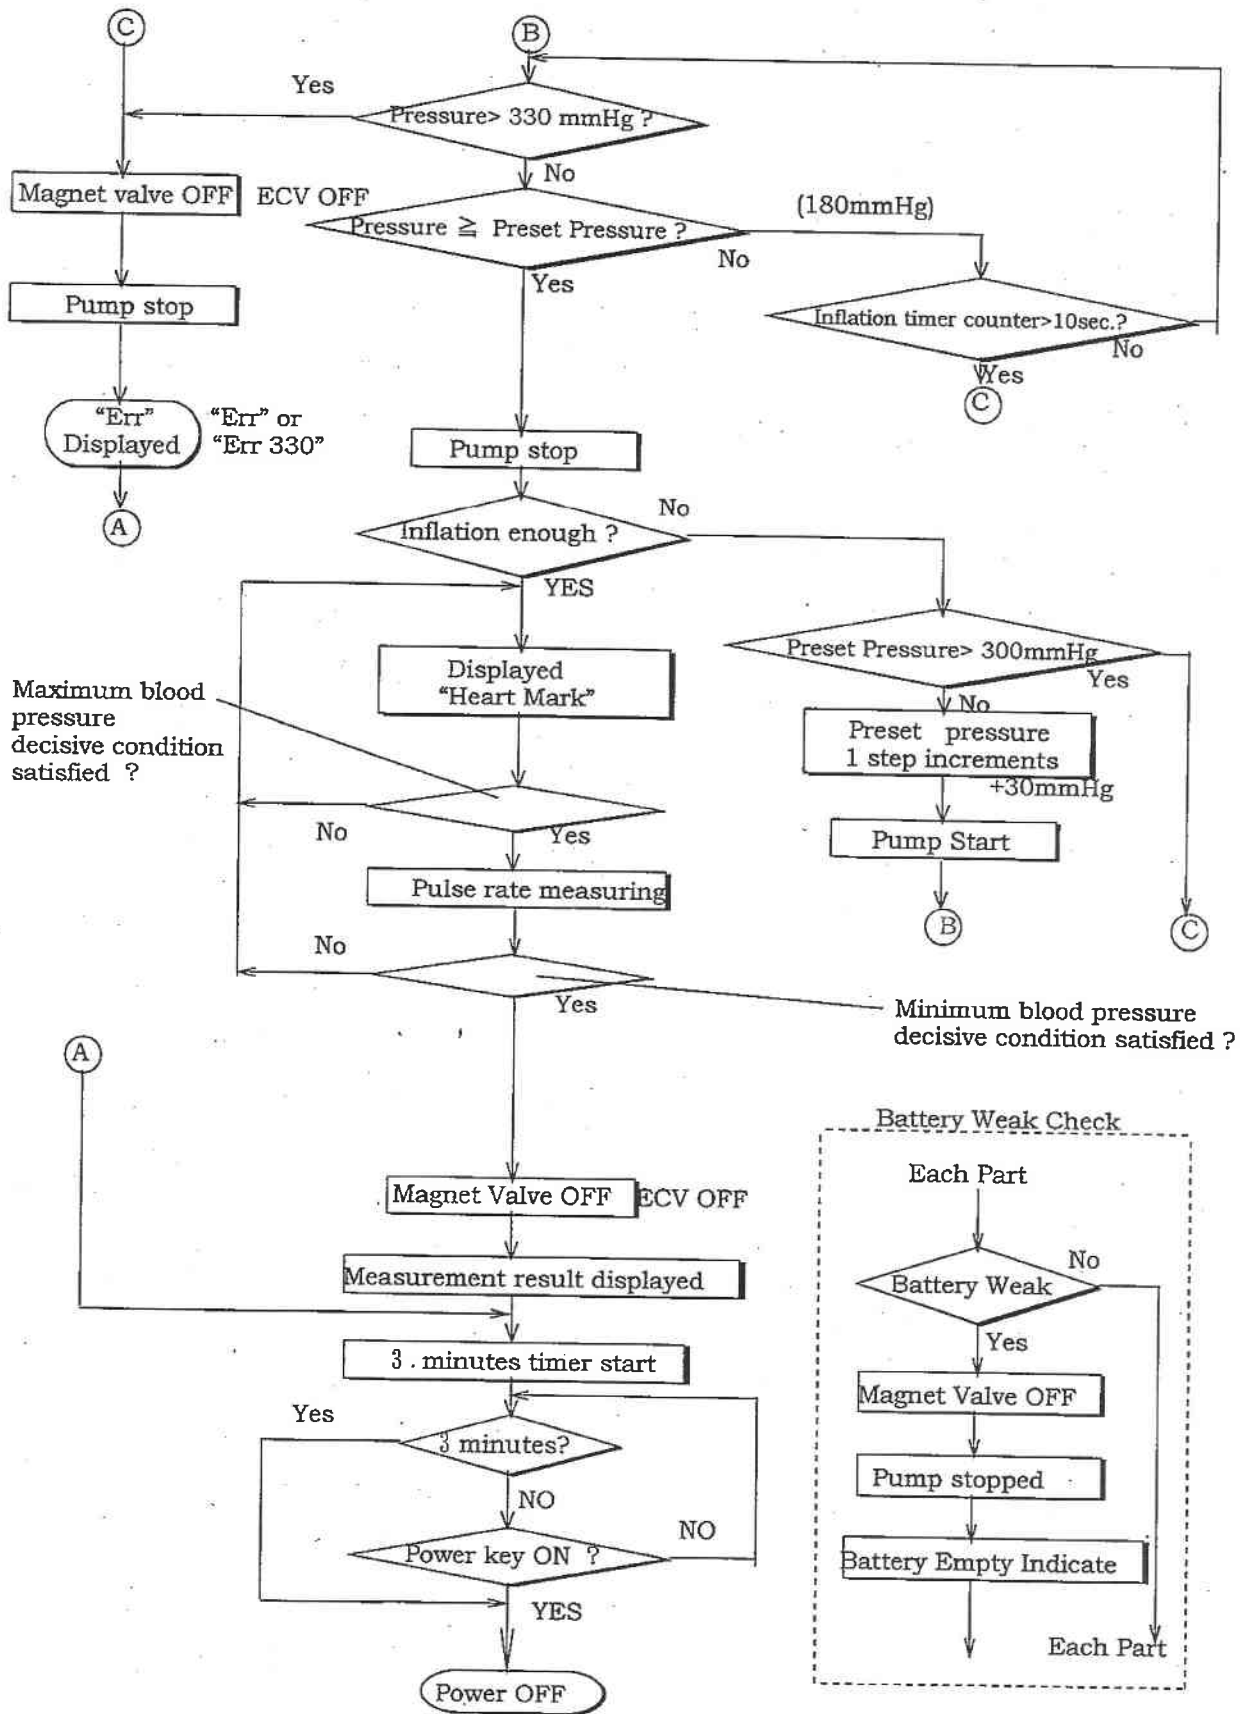 C
B
Yes
Pressure> 330 mmHg ?
No
Magnet valve OFF
ECV OFF
(180mmHg)
Pressure ≧ Preset Pressure ?
No
Yes
Pump stop
Inflation timer counter>10sec.?
No
Yes
C
"Err"
Displayed
"Err" or
"Err 330"
Pump stop
A
No
Inflation enough ?
YES
Preset Pressure> 300mmHg
Yes
No
Displayed
"Heart Mark"
Maximum blood
pressure
decisive condition
satisfied ?
Preset pressure
1 step increments
+30mmHg
No
Yes
Pump Start
Pulse rate measuring
B
C
No
Yes
Minimum blood pressure
decisive condition satisfied ?
A
Magnet Valve OFF
ECV OFF
Measurement result displayed
3 . minutes timer start
Yes
3 minutes?
NO
Power key ON ?
NO
YES
Power OFF
Battery Weak Check
Each Part
No
Battery Weak
Yes
Magnet Valve OFF
Pump stopped
Battery Empty Indicate
Each Part